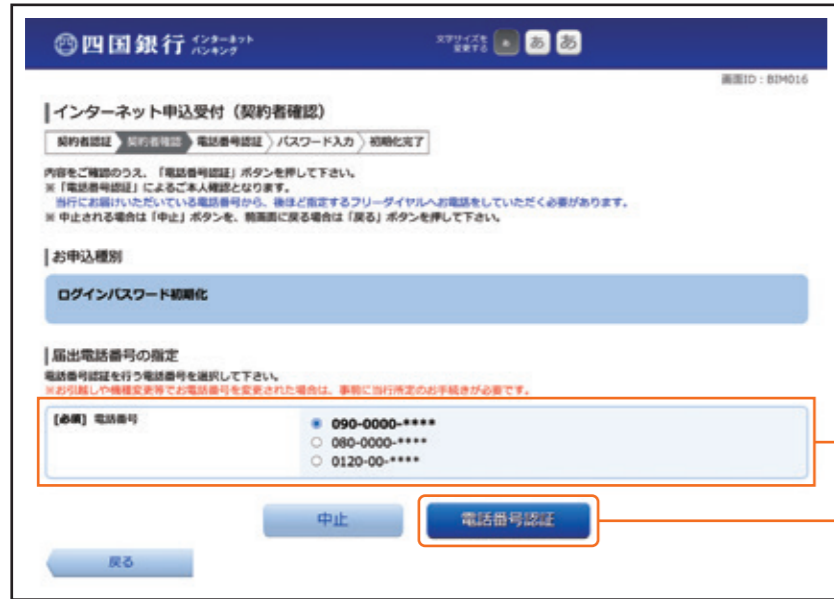 四国銀行 インターネット バンキング
文字サイズを変更する あ あ あ
画面ID：BIM016
インターネット申込受付（契約者確認）
契約者認証 契約者確認 電話番号認証 パスワード入力 初期化完了
内容をご確認のうえ、「電話番号認証」ボタンを押して下さい。
※「電話番号認証」によるご本人確認となります。
当行にお届けいただいている電話番号から、後ほど指定するフリーダイヤルへお電話をしていただく必要があります。
※ 中止される場合は「中止」ボタンを、前画面に戻る場合は「戻る」ボタンを押して下さい。
お申込種別
ログインパスワード初期化
届出電話番号の指定
電話番号認証を行う電話番号を選択して下さい。
※お引越しや機種変更等でお電話番号を変更された場合は、事前に当行所定のお手続きが必要です。
【必須】電話番号
090-0000-****
080-0000-****
0120-00-****
中止 電話番号認証
戻る